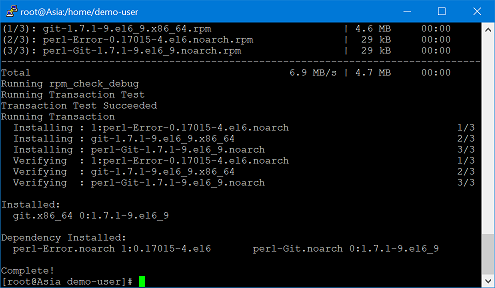 root@Asia:/home/demo-user
(1/3): git-1.7.1-9.el6_9.x86_64.rpm | 4.6 MB 00:00
(2/3): perl-Error-0.17015-4.el6.noarch.rpm | 29 kB 00:00
(3/3): perl-Git-1.7.1-9.el6_9.noarch.rpm | 29 kB 00:00
--------------------------------------------------------------------------------
Total 6.9 MB/s | 4.7 MB 00:00
Running rpm_check_debug
Running Transaction Test
Transaction Test Succeeded
Running Transaction
Installing : 1:perl-Error-0.17015-4.el6.noarch 1/3
Installing : git-1.7.1-9.el6_9.x86_64 2/3
Installing : perl-Git-1.7.1-9.el6_9.noarch 3/3
Verifying : 1:perl-Error-0.17015-4.el6.noarch 1/3
Verifying : git-1.7.1-9.el6_9.x86_64 2/3
Verifying : perl-Git-1.7.1-9.el6_9.noarch 3/3
Installed:
git.x86_64 0:1.7.1-9.el6_9
Dependency Installed:
perl-Error.noarch 1:0.17015-4.el6 perl-Git.noarch 0:1.7.1-9.el6_9
Complete!
[root@Asia demo-user]#